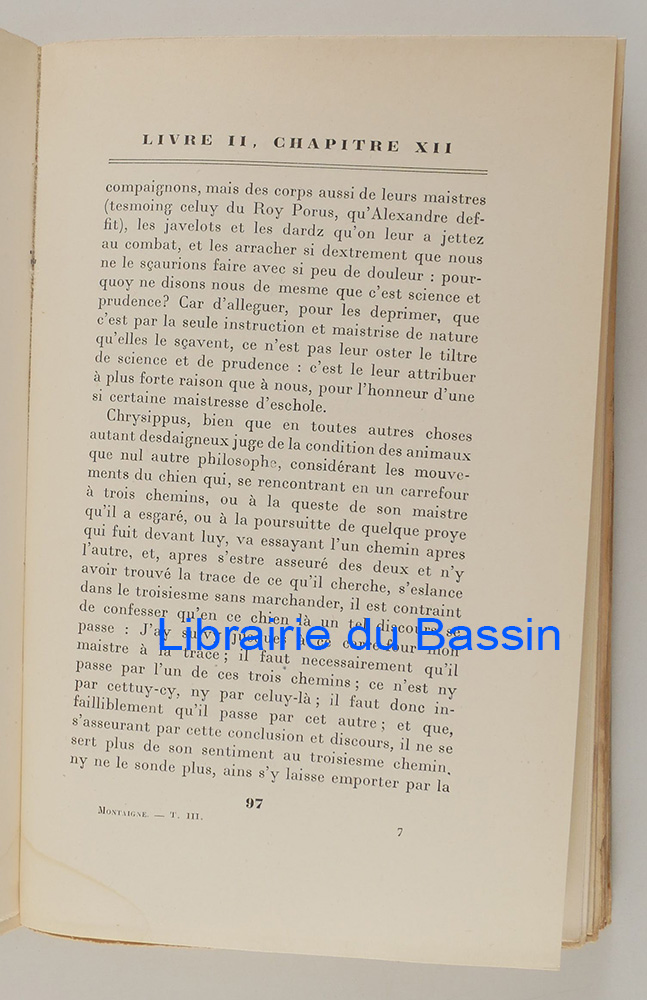 LIVRE II, CHAPITRE XII
compaignons, mais des corps aussi de leurs maistres
(tesmoing celuy du Roy Porus, qu'Alexandre def-
fit), les javelots et les dardz qu'on leur a jettez
au combat, et les arracher si dextrement que nous
ne le sçaurions faire avec si peu de douleur : pour-
quoy ne disons nous de mesme que c'est science et
prudence? Car d'alleguer, pour les deprimer, que
c'est par la seule instruction et maistrise de nature
qu'elles le sçavent, ce n'est pas leur oster le tiltre
de science et de prudence : c'est le leur attribuer
à plus forte raison que à nous, pour l'honneur d'une
si certaine maistresse d'eschole.
Chrysippus, bien que en toutes autres choses
autant desdaigneux juge de la condition des animaux
que nul autre philosophe, considérant les mouve-
ments du chien qui, se rencontrant en un carrefour
à trois chemins, ou à la queste de son maistre
qu'il a esgaré, ou à la poursuitte de quelque proye
qui fuit devant luy, va essayant l'un chemin apres
l'autre, et, apres s'estre asseuré des deux et n'y
avoir trouvé la trace de ce qu'il cherche, s'eslance
dans le troisiesme sans marchander, il est contraint
de confesser qu'en ce chien là un tel discours se
passe : J'ay suivy jusques à ce carrefour mon
Librairie du Bassin
maistre à la trace ; il faut necessairement qu'il
passe par l'un de ces trois chemins ; ce n'est ny
par cettuy-cy, ny par celuy-là ; il faut donc in-
failliblement qu'il passe par cet autre ; et que,
s'asseurant par cette conclusion et discours, il ne se
sert plus de son sentiment au troisiesme chemin,
ny ne le sonde plus, ains s'y laisse emporter par la
97
MONTAIGNE. — T. III.
7